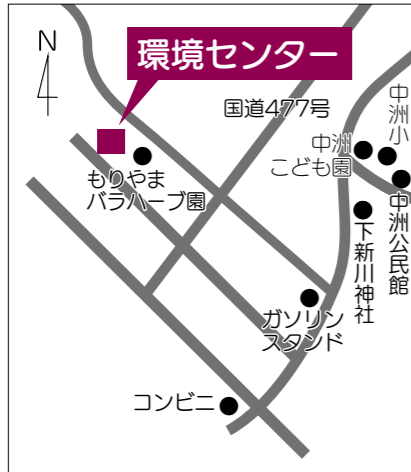 N
環境センター
国道477号
中洲小
中洲
こども園
中洲公民館
もりやま
バラハーブ園
下新川神社
ガソリン
スタンド
コンビニ